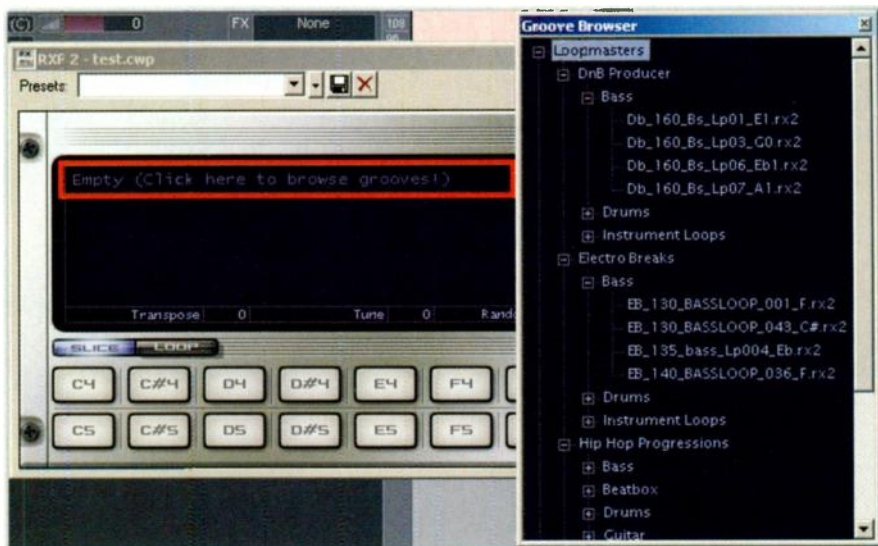 (C) 0 FX None 108
96
RXP 2 - test.cwp
Presets:
Empty (Click here to browse grooves!)
Transpose 0 Tune 0
SLICE LOOP
C4 C#4 D4 D#4 E4 F4
C5 C#5 D5 D#5 E5 F5
Groove Browser
Loopmasters
DnB Producer
Bass
Db_160_Bs_Lp01_E1.rx2
Db_160_Bs_Lp03_G0.rx2
Db_160_Bs_Lp06_Eb1.rx2
Db_160_Bs_Lp07_A1.rx2
Drums
Instrument Loops
Electro Breaks
Bass
EB_130_BASSLOOP_001_F.rx2
EB_130_BASSLOOP_043_C#.rx2
EB_135_bass_Lp004_Eb.rx2
EB_140_BASSLOOP_036_F.rx2
Drums
Instrument Loops
Hip Hop Progressions
Bass
Beatbox
Drums
Guitar